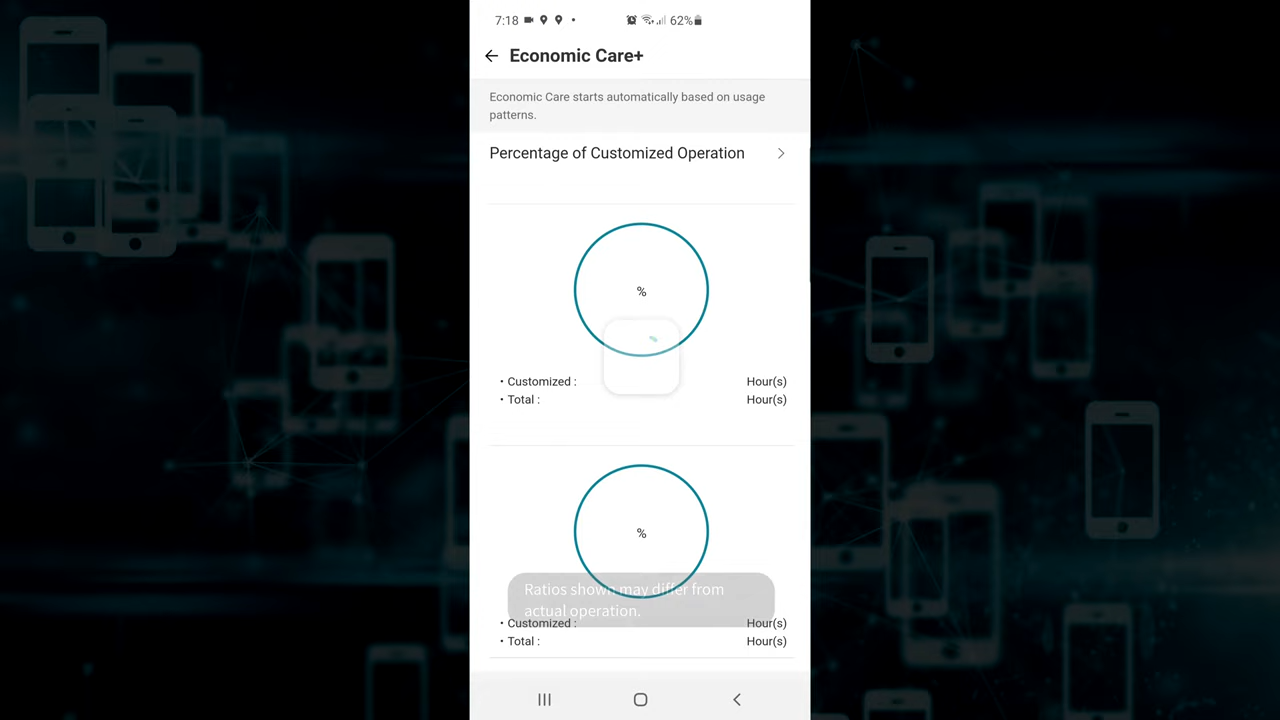 7:18 62%
Economic Care+
Economic Care starts automatically based on usage
patterns.
Percentage of Customized Operation
%
• Customized : Hour(s)
• Total : Hour(s)
%
Ratios shown may differ from
actual operation.
• Customized : Hour(s)
• Total : Hour(s)